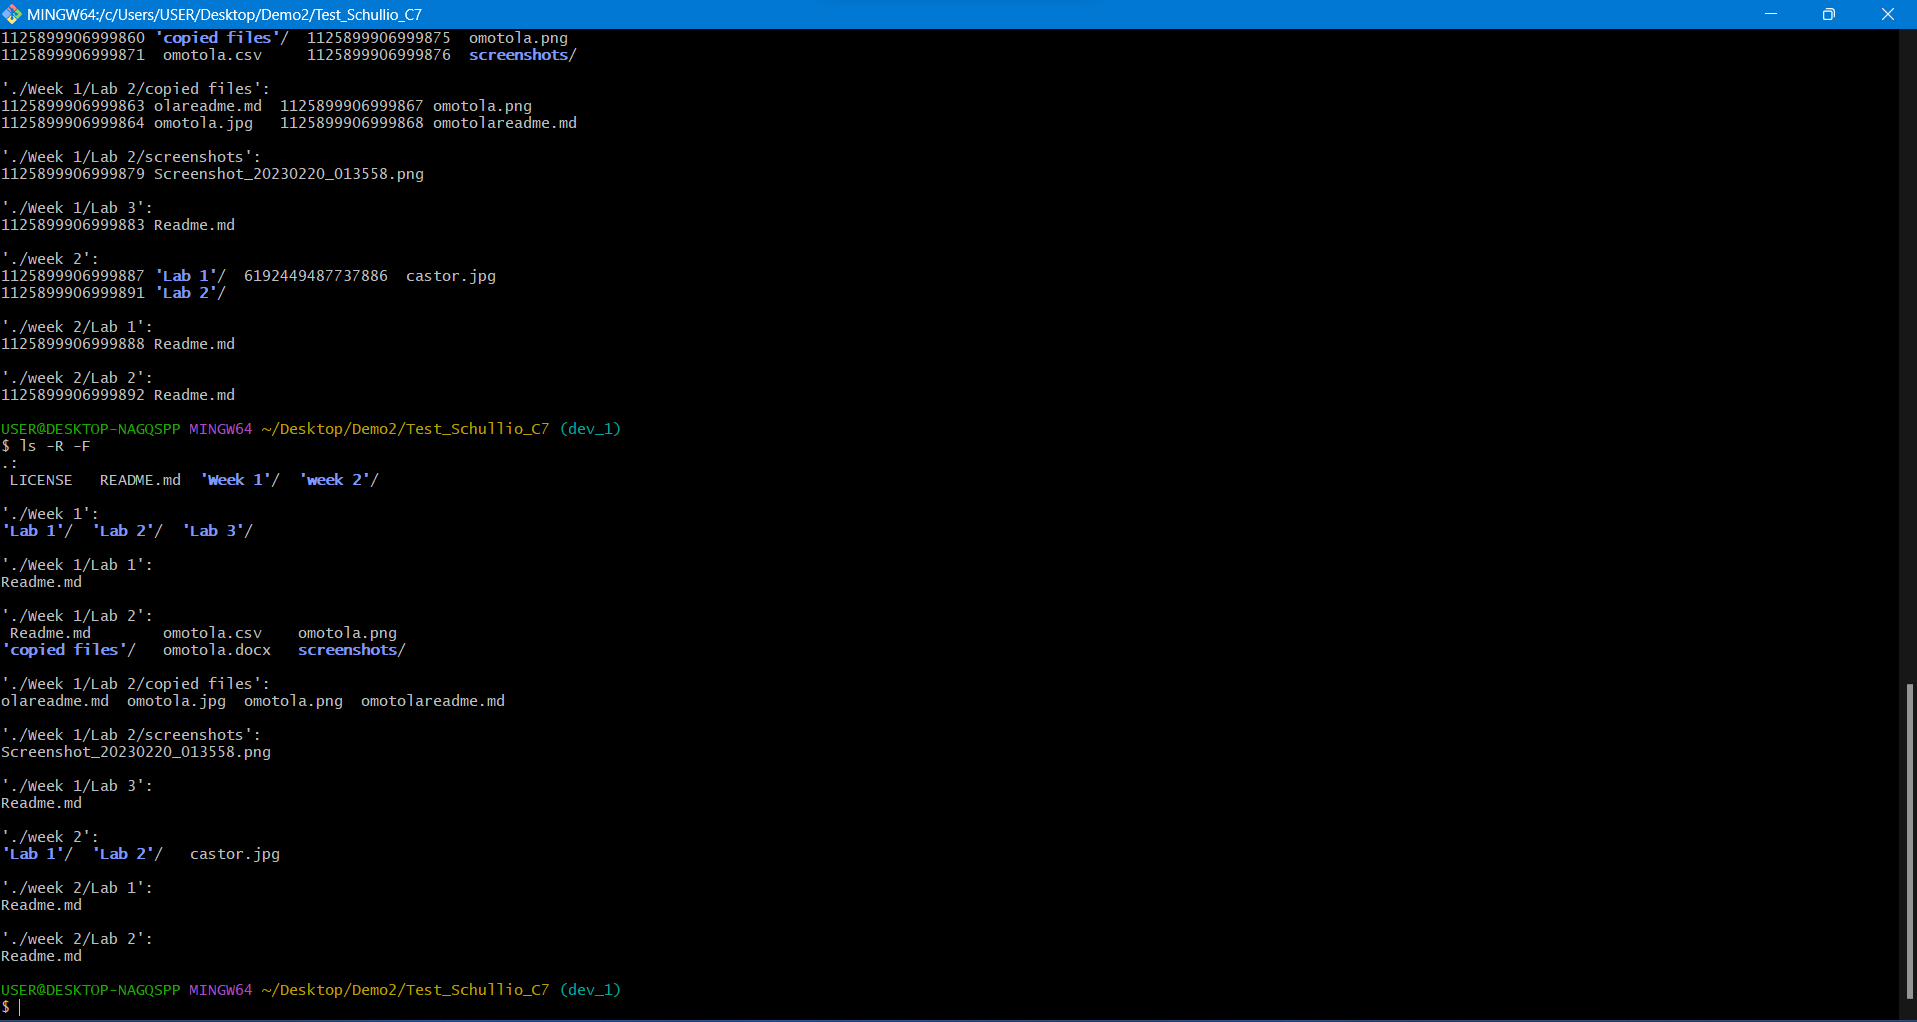 MINGW64:/c/Users/USER/Desktop/Demo2/Test_Schullio_C7
1125899906999860 'copied files'/  1125899906999875  omotola.png
1125899906999871  omotola.csv     1125899906999876  screenshots/

'./Week 1/Lab 2/copied files':
1125899906999863 olareadme.md  1125899906999867 omotola.png
1125899906999864 omotola.jpg   1125899906999868 omotolareadme.md

'./Week 1/Lab 2/screenshots':
1125899906999879 Screenshot_20230220_013558.png

'./Week 1/Lab 3':
1125899906999883 Readme.md

'./week 2':
1125899906999887 'Lab 1'/  6192449487737886  castor.jpg
1125899906999891 'Lab 2'/

'./week 2/Lab 1':
1125899906999888 Readme.md

'./week 2/Lab 2':
1125899906999892 Readme.md

USER@DESKTOP-NAGQSPP MINGW64 ~/Desktop/Demo2/Test_Schullio_C7 (dev_1)
$ ls -R -F
.:
 LICENSE   README.md  'Week 1'/  'week 2'/

'./Week 1':
'Lab 1'/  'Lab 2'/  'Lab 3'/

'./Week 1/Lab 1':
Readme.md

'./Week 1/Lab 2':
 Readme.md        omotola.csv    omotola.png
'copied files'/   omotola.docx   screenshots/

'./Week 1/Lab 2/copied files':
olareadme.md  omotola.jpg  omotola.png  omotolareadme.md

'./Week 1/Lab 2/screenshots':
Screenshot_20230220_013558.png

'./Week 1/Lab 3':
Readme.md

'./week 2':
'Lab 1'/  'Lab 2'/   castor.jpg

'./week 2/Lab 1':
Readme.md

'./week 2/Lab 2':
Readme.md

USER@DESKTOP-NAGQSPP MINGW64 ~/Desktop/Demo2/Test_Schullio_C7 (dev_1)
$